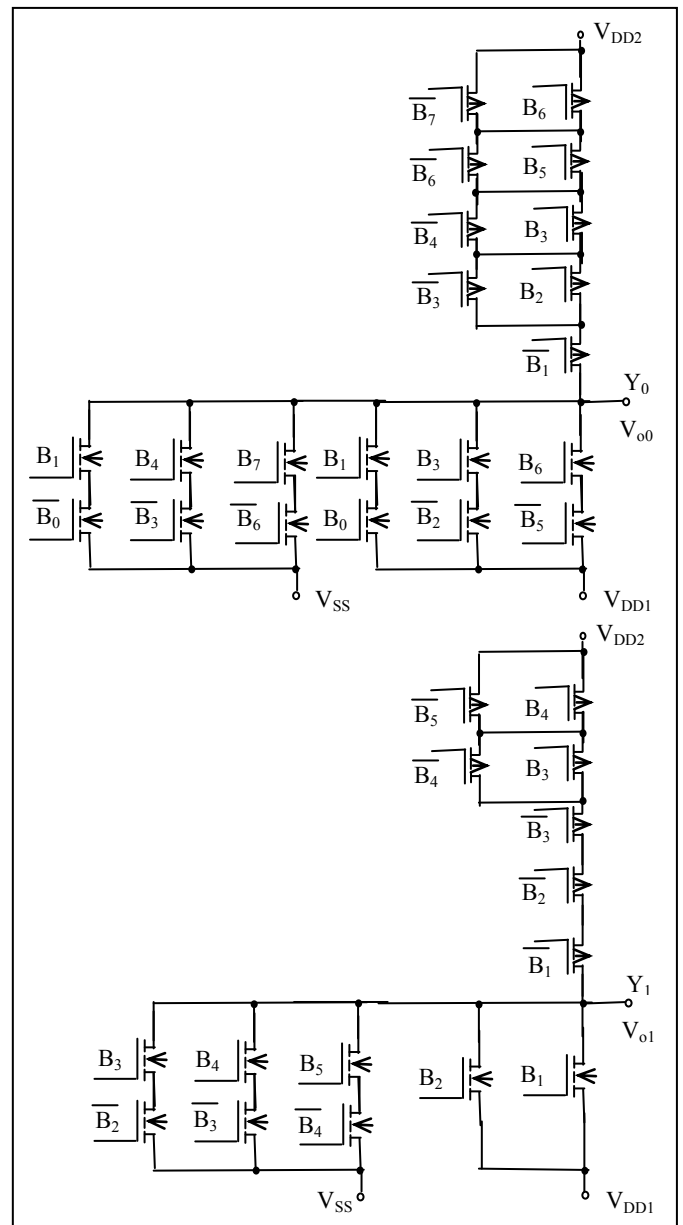 V_DD2
B̅₇ B₆
B̅₆ B₅
B̅₄ B₃
B̅₃ B₂
B̅₁
Y₀
V_o0
B₁ B₄ B₇ B₁ B₃ B₆
B̅₀ B̅₃ B̅₆ B₀ B̅₂ B̅₅
V_SS V_DD1
V_DD2
B̅₅ B₄
B̅₄ B₃
B̅₃
B̅₂
B̅₁
Y₁
V_o1
B₃ B₄ B₅ B₂ B₁
B̅₂ B̅₃ B̅₄
V_SS V_DD1